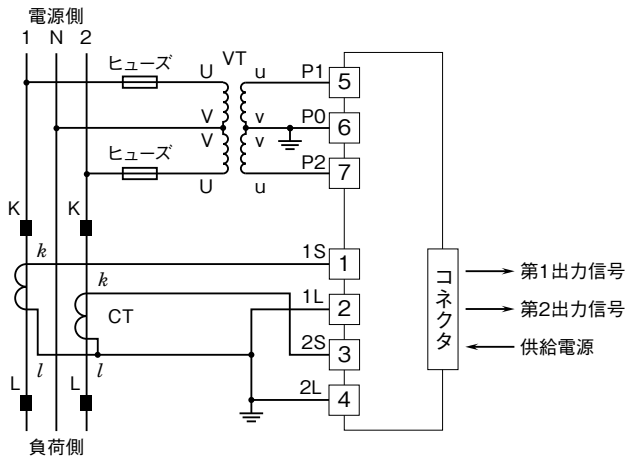 電源側
1 N 2
ヒューズ
VT
U u P1 5
V v P0 6
V v
ヒューズ
U u P2 7
K K
k 1S 1
k
CT
1L 2
2S 3
l l
L L
2L 4
負荷側
コネクタ
第1出力信号
第2出力信号
供給電源